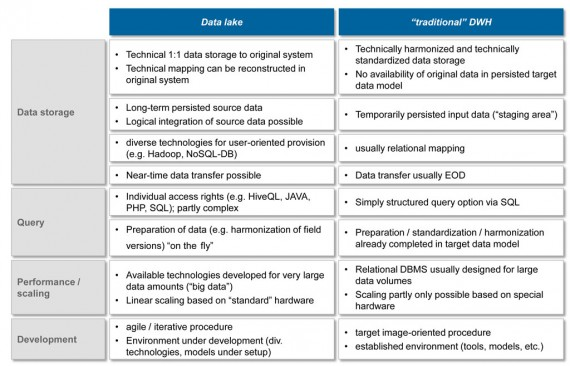 Data lake
“traditional” DWH
Data storage
• Technical 1:1 data storage to original system
• Technical mapping can be reconstructed in
original system
• Technically harmonized and technically
standardized data storage
• No availability of original data in persisted target
data model
• Long-term persisted source data
• Logical integration of source data possible
• Temporarily persisted input data (“staging area”)
• diverse technologies for user-oriented provision
(e.g. Hadoop, NoSQL-DB)
• usually relational mapping
• Near-time data transfer possible
• Data transfer usually EOD
Query
• Individual access rights (e.g. HiveQL, JAVA,
PHP, SQL); partly complex
• Simply structured query option via SQL
• Preparation of data (e.g. harmonization of field
versions) “on the fly”
• Preparation / standardization / harmonization
already completed in target data model
Performance /
scaling
• Available technologies developed for very large
data amounts (“big data”)
• Linear scaling based on “standard” hardware
• Relational DBMS usually designed for large
data volumes
• Scaling partly only possible based on special
hardware
Development
• agile / iterative procedure
• Environment under development (div.
technologies, models under setup)
• target image-oriented procedure
• established environment (tools, models, etc.)